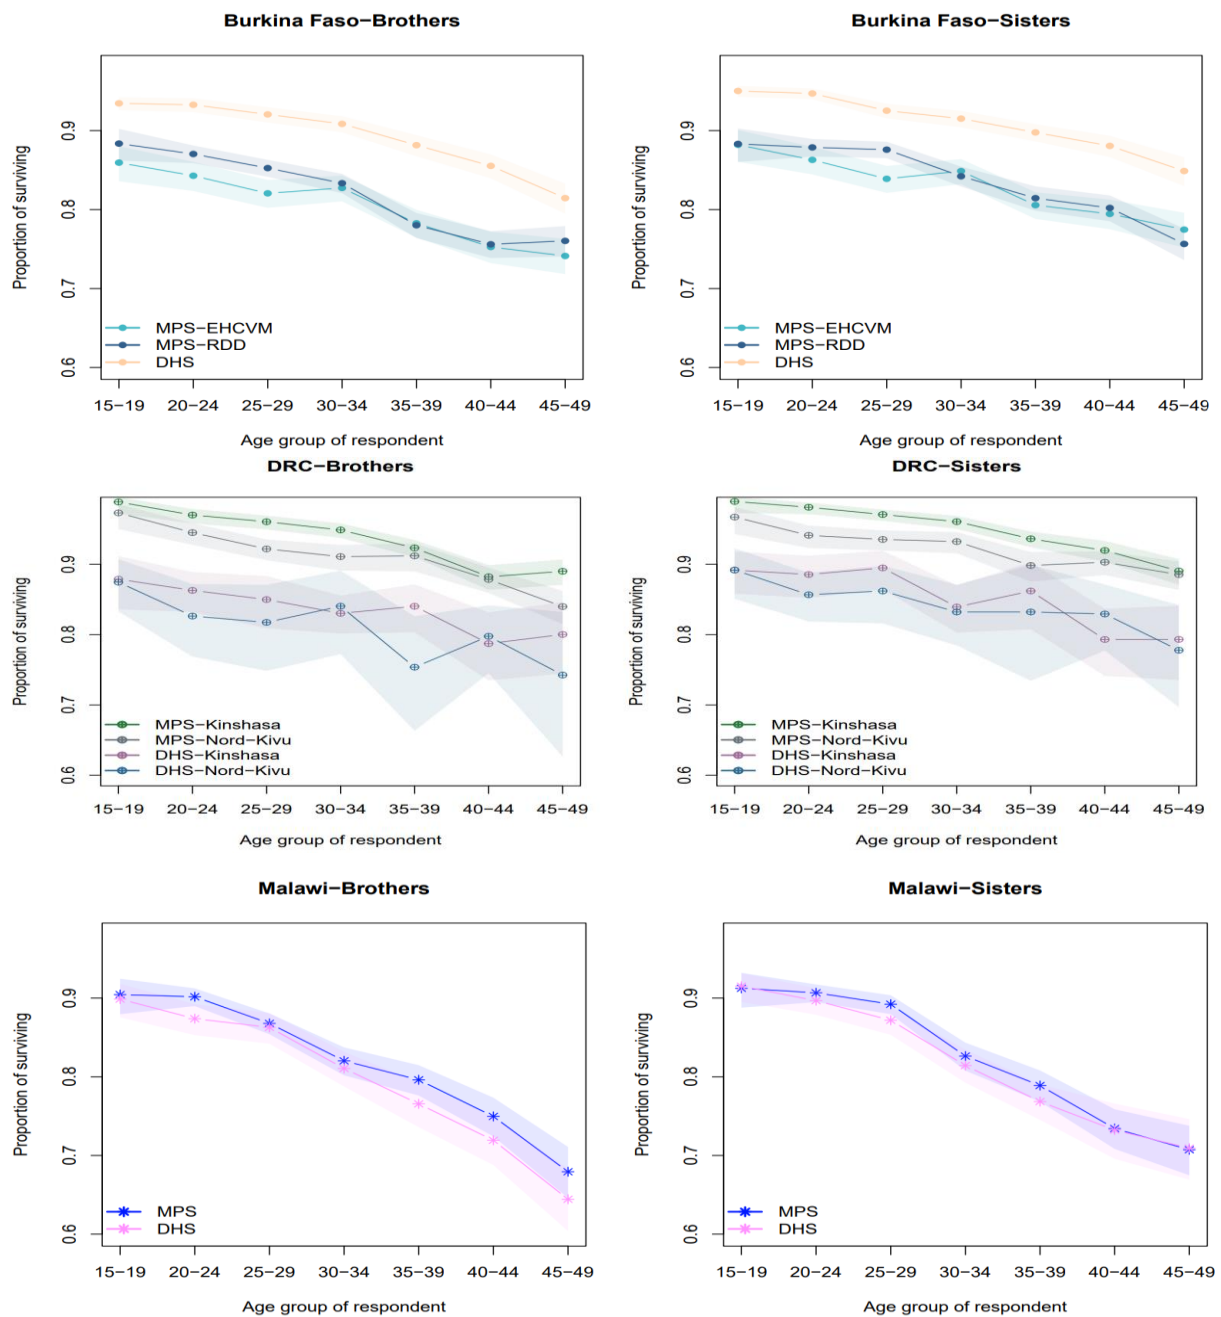 Burkina Faso−Brothers
Proportion of surviving
0.9
0.8
0.7
0.6
MPS−EHCVM
MPS−RDD
DHS
15−19 20−24 25−29 30−34 35−39 40−44 45−49
Age group of respondent
Burkina Faso−Sisters
Proportion of surviving
0.9
0.8
0.7
0.6
MPS−EHCVM
MPS−RDD
DHS
15−19 20−24 25−29 30−34 35−39 40−44 45−49
Age group of respondent
DRC−Brothers
Proportion of surviving
0.9
0.8
0.7
0.6
MPS−Kinshasa
MPS−Nord−Kivu
DHS−Kinshasa
DHS−Nord−Kivu
15−19 20−24 25−29 30−34 35−39 40−44 45−49
Age group of respondent
DRC−Sisters
Proportion of surviving
0.9
0.8
0.7
0.6
MPS−Kinshasa
MPS−Nord−Kivu
DHS−Kinshasa
DHS−Nord−Kivu
15−19 20−24 25−29 30−34 35−39 40−44 45−49
Age group of respondent
Malawi−Brothers
Proportion of surviving
0.9
0.8
0.7
0.6
MPS
DHS
15−19 20−24 25−29 30−34 35−39 40−44 45−49
Age group of respondent
Malawi−Sisters
Proportion of surviving
0.9
0.8
0.7
0.6
MPS
DHS
15−19 20−24 25−29 30−34 35−39 40−44 45−49
Age group of respondent